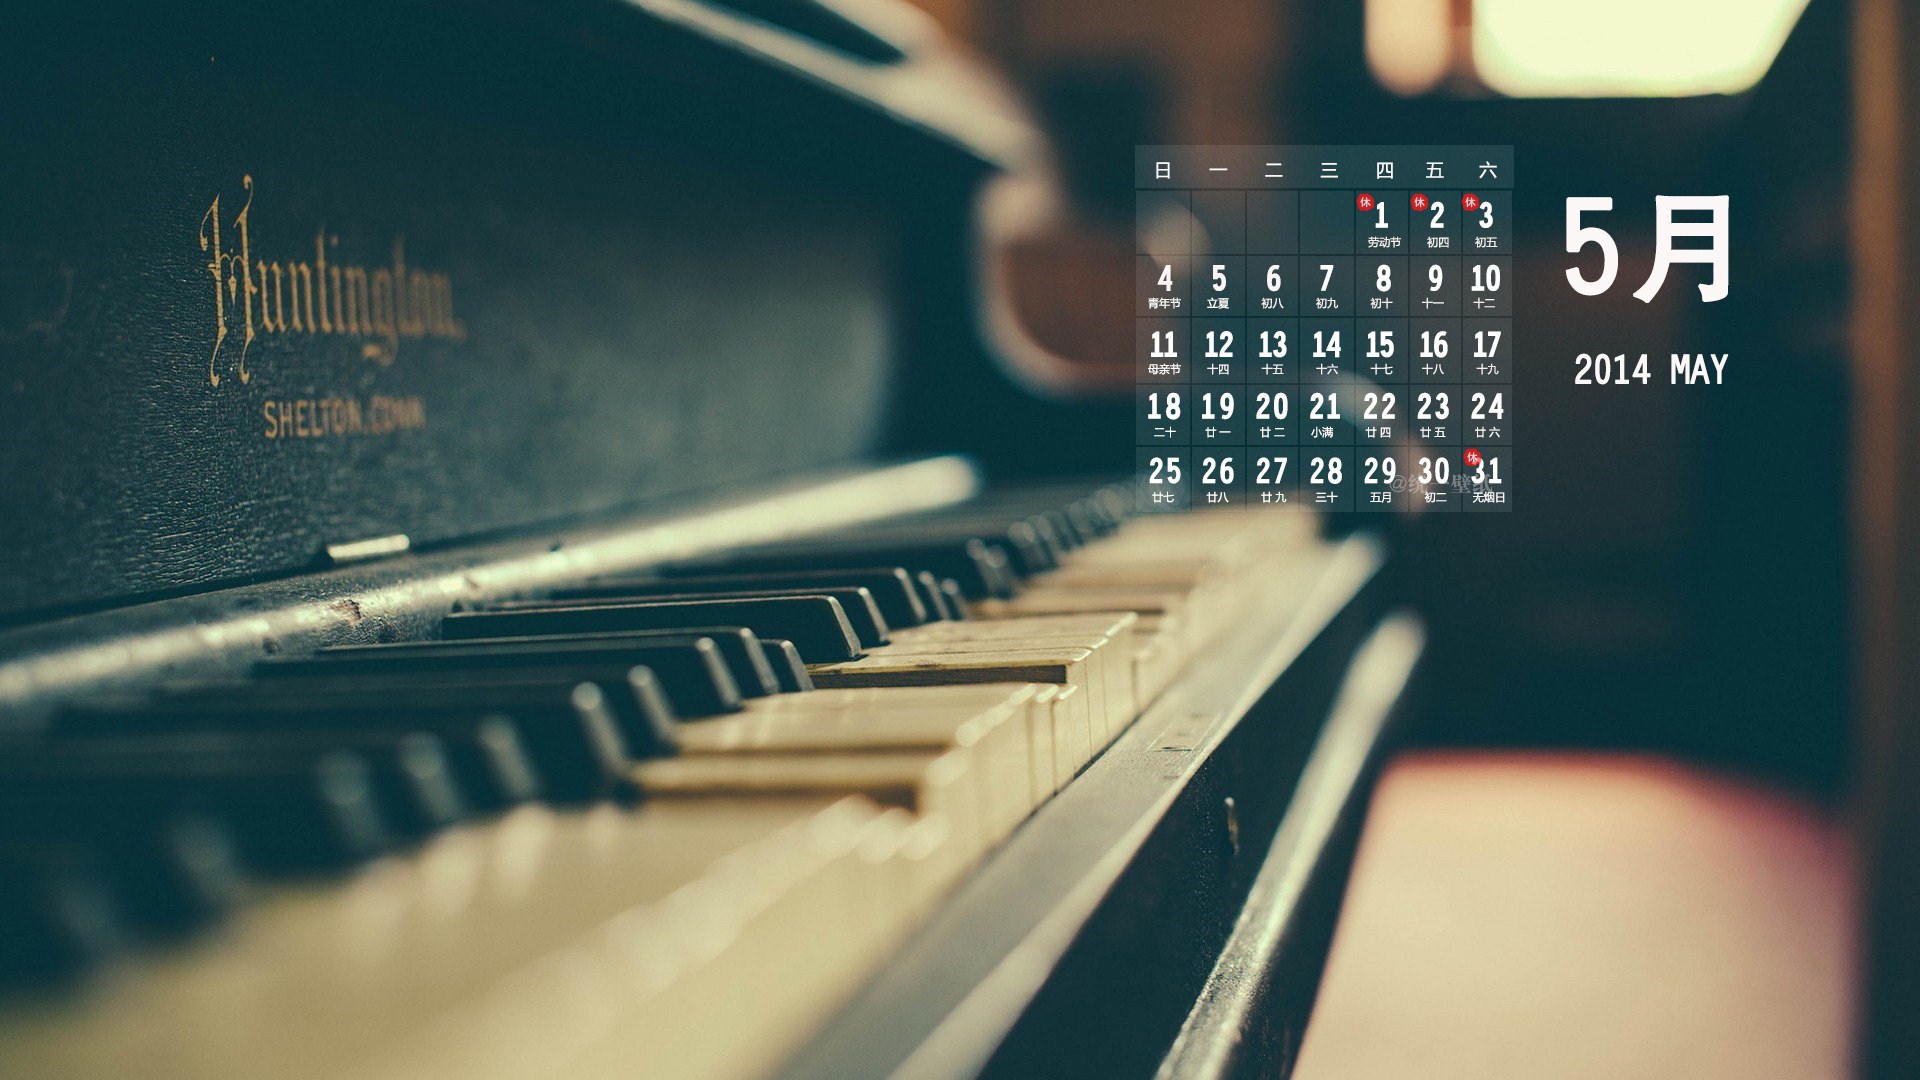 Huntington
SHELTON, CONN
日 一 二 三 四 五 六
休 1 休 2 休 3
劳动节 初四 初五
4 5 6 7 8 9 10
青年节 立夏 初八 初九 初十 十一 十二
11 12 13 14 15 16 17
母亲节 十四 十五 十六 十七 十八 十九
18 19 20 21 22 23 24
二十 廿一 廿二 小满 廿四 廿五 廿六
25 26 27 28 29 30 休 31
廿七 廿八 廿九 三十 五月 初二 无烟日
5月
2014 MAY